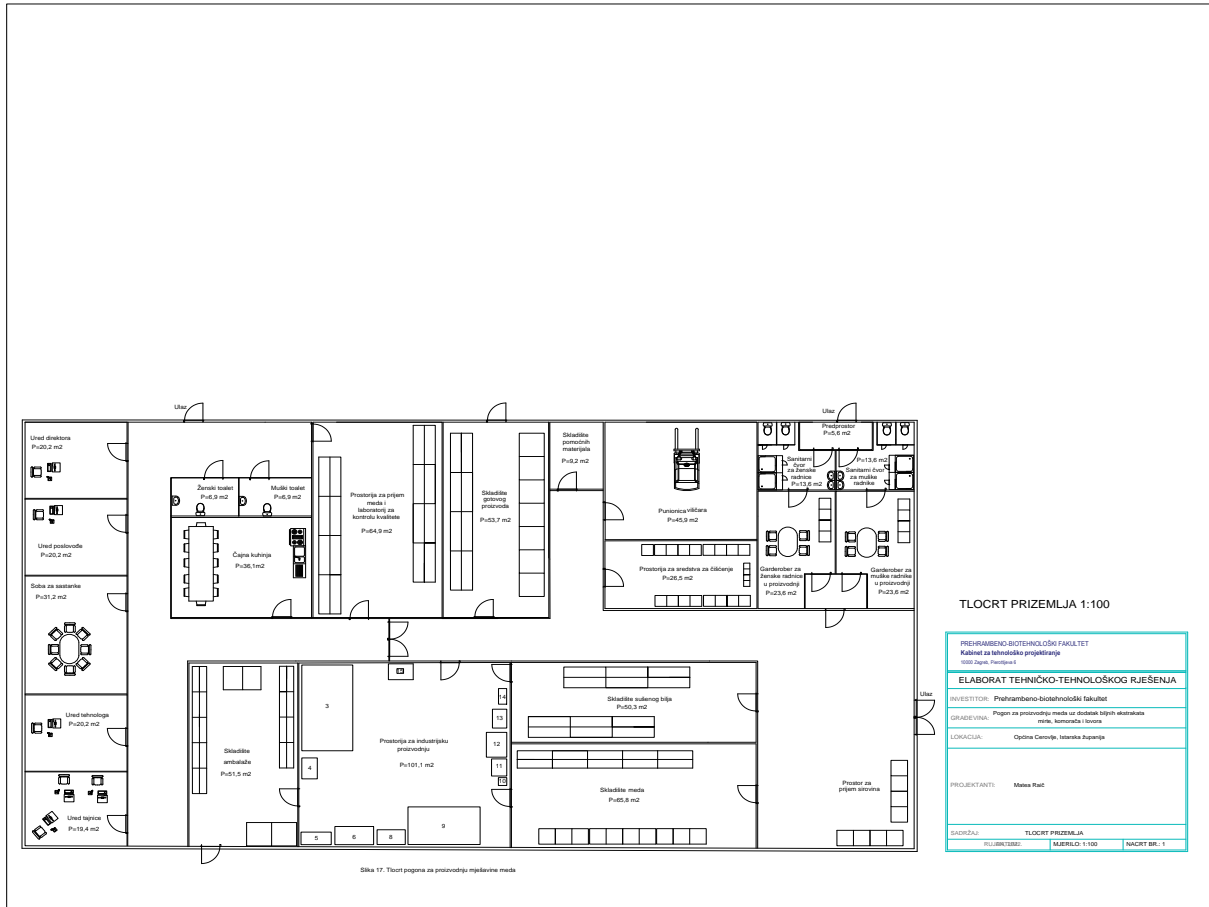 Ulaz
Ulaz
Ured direktora
P=20,2 m2
Ured poslovođe
P=20,2 m2
Soba za sastanke
P=31,2 m2
Ured tehnologa
P=20,2 m2
Ured tajnice
P=19,4 m2
Ženski toalet
P=6,9 m2
Muški toalet
P=6,9 m2
Čajna kuhinja
P=36,1m2
Prostorija za prijem
meda i
laboratorij za
kontrolu kvalitete
P=64,9 m2
Skladište
gotovog
proizvoda
P=53,7 m2
Skladište
pomoćnih
materijala
P=9,2 m2
Punionica viličara
P=45,9 m2
Prostorija za sredstva za čišćenje
P=26,5 m2
Predprostor
P=5,6 m2
Sanitarni
čvor
za ženske
radnice
P=13,6 m2
P=13,6 m2
Sanitarni čvor
za muške
radnike
Garderober za
ženske radnice
u proizvodnji
P=23,6 m2
Garderober za
muške radnike
u proizvodnji
P=23,6 m2
Skladište
ambalaže
P=51,5 m2
Prostorija za industrijsku
proizvodnju
P=101,1 m2
3
4
5
6
8
9
10
11
12
13
14
Skladište sušenog bilja
P=50,3 m2
Skladište meda
P=65,8 m2
Prostor za
prijem sirovina
Ulaz
Slika 17. Tlocrt pogona za proizvodnju mješavine meda
TLOCRT PRIZEMLJA 1:100
PREHRAMBENO-BIOTEHNOLOŠKI FAKULTET
Kabinet za tehnološko projektiranje
10000 Zagreb, Pierottijeva 6
ELABORAT TEHNIČKO-TEHNOLOŠKOG RJEŠENJA
INVESTITOR: Prehrambeno-biotehnološki fakultet
GRAĐEVINA: Pogon za proizvodnju meda uz dodatak biljnih ekstrakata
mirte, komorača i lovora
LOKACIJA: Općina Cerovlje, Istarska županija
PROJEKTANTI: Matea Raič
SADRŽAJ: TLOCRT PRIZEMLJA
MJERILO: 1:100 NACRT BR.: 1